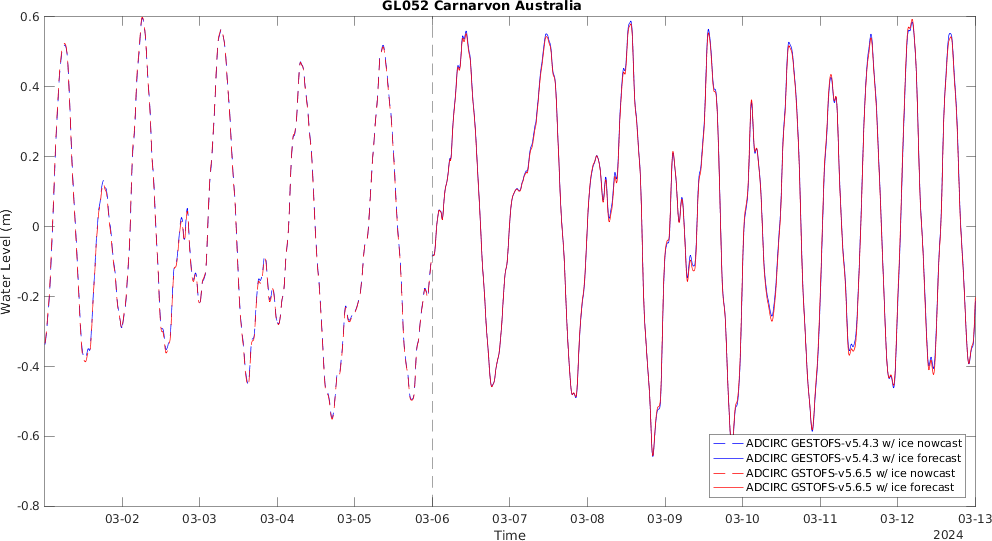 GL052 Carnarvon Australia
Water Level (m)
0.6
0.4
0.2
0
-0.2
-0.4
-0.6
-0.8
ADCIRC GESTOFS-v5.4.3 w/ ice nowcast
ADCIRC GESTOFS-v5.4.3 w/ ice forecast
ADCIRC GSTOFS-v5.6.5 w/ ice nowcast
ADCIRC GSTOFS-v5.6.5 w/ ice forecast
03-02 03-03 03-04 03-05 03-06 03-07 03-08 03-09 03-10 03-11 03-12 03-13
Time
2024